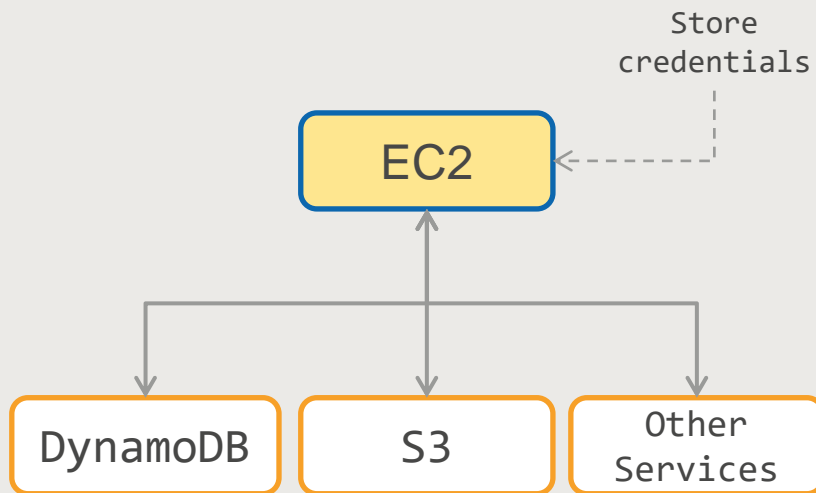 Store
credentials
EC2
DynamoDB
S3
Other
Services